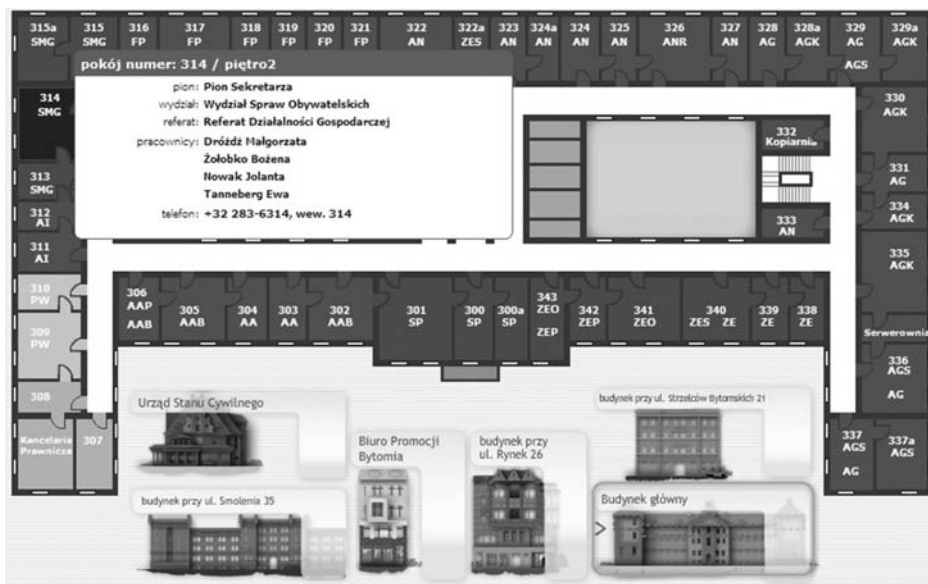 315a 315 316 317 318 319 320 321 322 322a 323 324a 324 325 326 327 328 328a 329 329a
SMG SMG FP FP FP FP FP FP AN ZES AN AN AN AN ANR AN AG AGK AG AGK
AGS
pokój numer: 314 / piętro2
pion: Pion Sekretarza
wydział: Wydział Spraw Obywatelskich
referat: Referat Działalności Gospodarczej
pracownicy: Dróżdż Małgorzata
Żołobko Bożena
Nowak Jolanta
Tanneberg Ewa
telefon: +32 283-6314, wew. 314
314
SMG
313
SMG
312
AI
311
AI
310
PW
309
PW
308
Kancelaria
Prawnicza
307
332
Kopiarnia
333
AN
330
AGK
331
AG
334
AGK
335
AGK
Serwerownia
336
AGS
AG
337
AGS
AG
337a
AGS
306
AAP
AAB
305
AAB
304
AA
303
AA
302
AAB
301
SP
300
SP
300a
SP
343
ZEO
ZEP
342
ZEP
341
ZEO
340
ZES ZE
339
ZE
338
ZE
Urząd Stanu Cywilnego
budynek przy ul. Smolenia 35
Biuro Promocji
Bytomia
budynek przy
ul. Rynek 26
budynek przy ul. Strzelców Bytomskich 21
Budynek główny